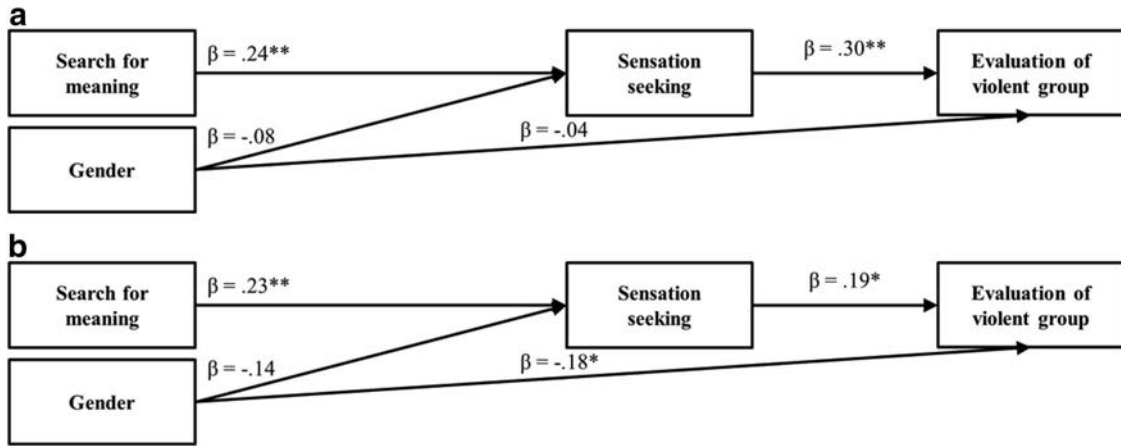 a
Search for
meaning
β = .24**
Sensation
seeking
β = .30**
Evaluation of
violent group
Gender
β = -.08
β = -.04
b
Search for
meaning
β = .23**
Sensation
seeking
β = .19*
Evaluation of
violent group
Gender
β = -.14
β = -.18*